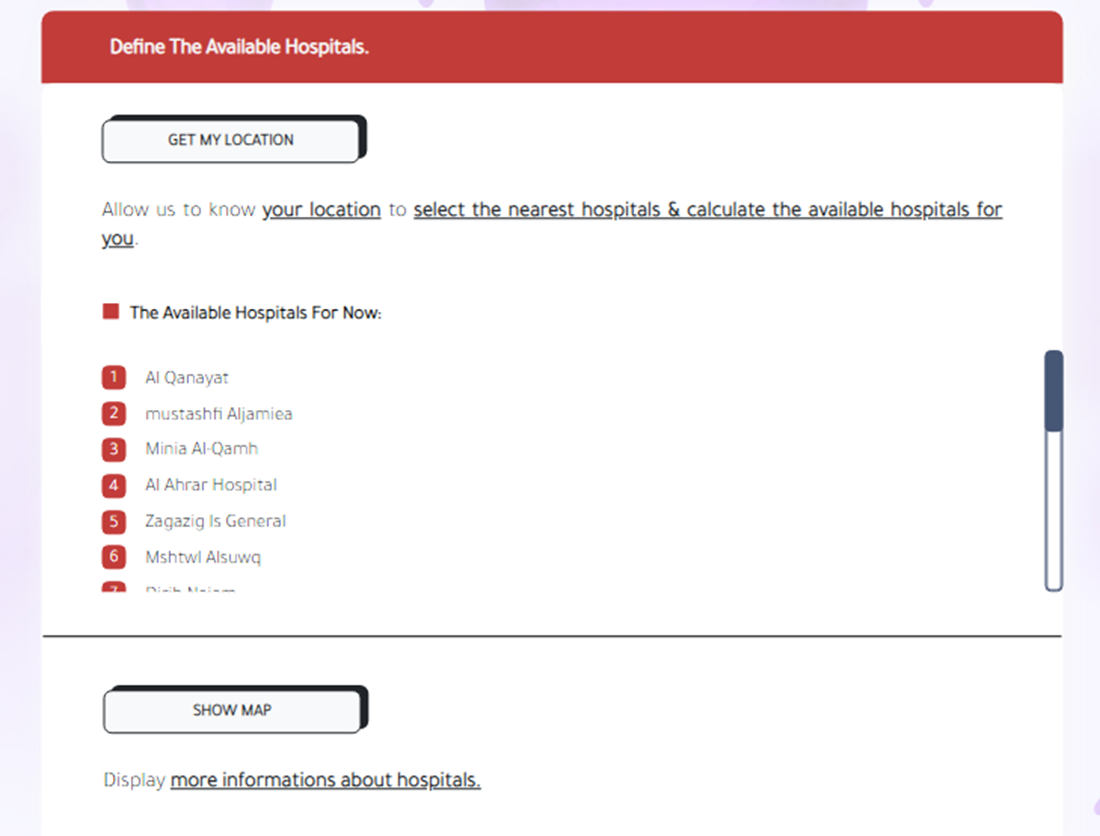 Define The Available Hospitals.
GET MY LOCATION
Allow us to know your location to select the nearest hospitals & calculate the available hospitals for
you.
The Available Hospitals For Now:
1 Al Qanayat
2 mustashfi Aljamiea
3 Minia Al-Qamh
4 Al Ahrar Hospital
5 Zagazig Is General
6 Mshtwl Alsuwq
7
SHOW MAP
Display more informations about hospitals.